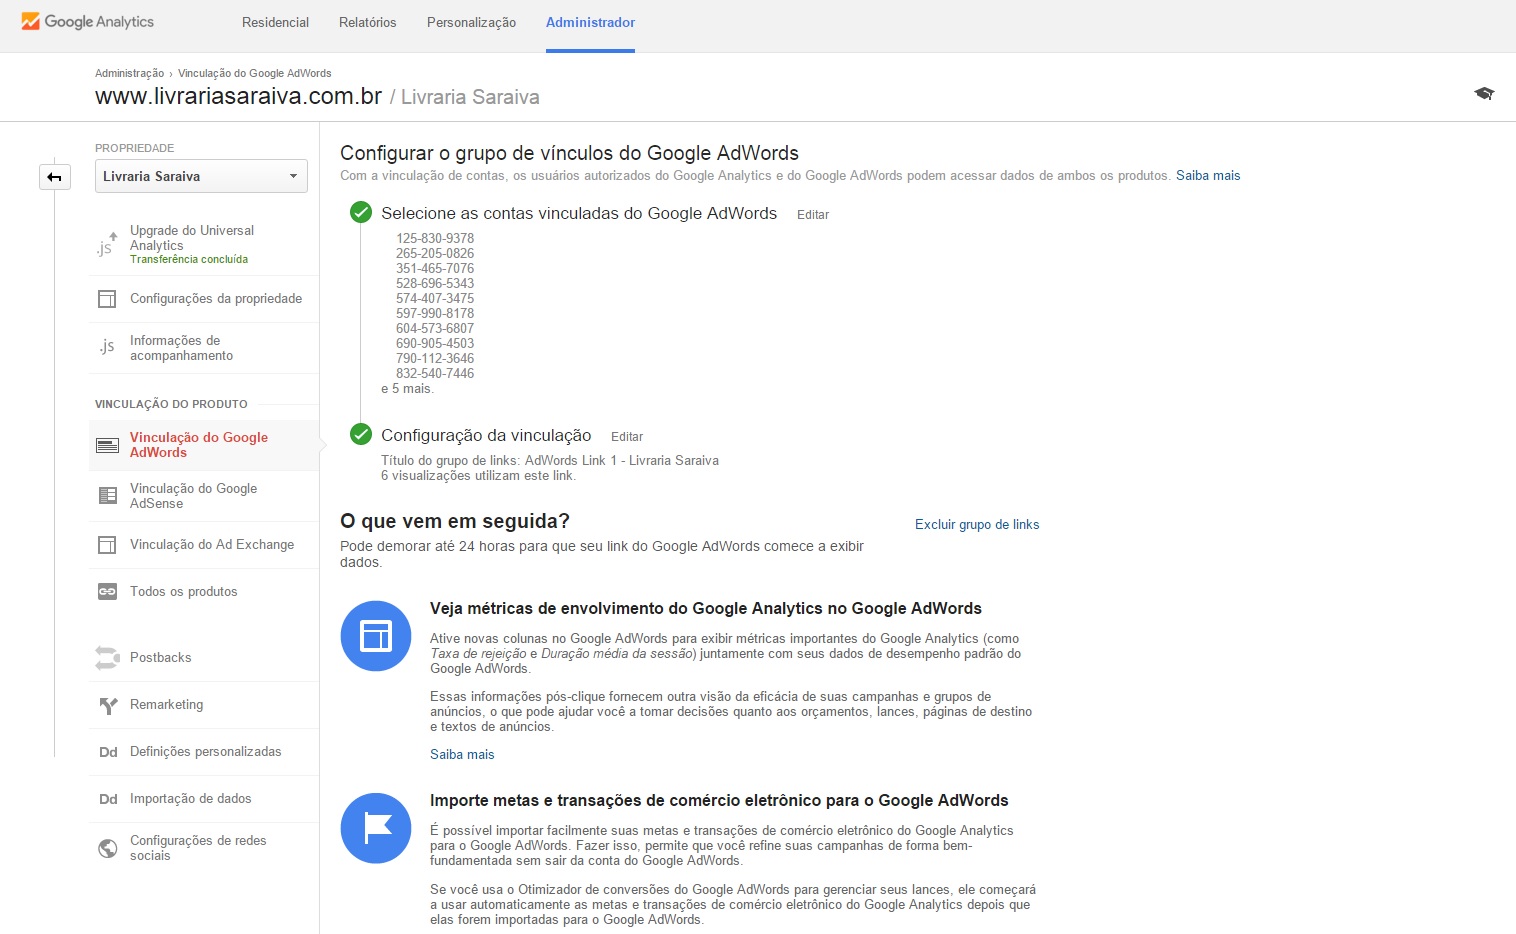 Google Analytics
Residencial Relatórios Personalização Administrador
Administração › Vinculação do Google AdWords
www.livrariasaraiva.com.br / Livraria Saraiva
PROPRIEDADE
Livraria Saraiva
.js
Upgrade do Universal
Analytics
Transferência concluída
Configurações da propriedade
.js
Informações de
acompanhamento
VINCULAÇÃO DO PRODUTO
Vinculação do Google
AdWords
Vinculação do Google
AdSense
Vinculação do Ad Exchange
Todos os produtos
Postbacks
Remarketing
Dd Definições personalizadas
Dd Importação de dados
Configurações de redes
sociais
Configurar o grupo de vínculos do Google AdWords
Com a vinculação de contas, os usuários autorizados do Google Analytics e do Google AdWords podem acessar dados de ambos os produtos. Saiba mais
Selecione as contas vinculadas do Google AdWords Editar
125-830-9378
265-205-0826
351-465-7076
528-696-5343
574-407-3475
597-990-8178
604-573-6807
690-905-4503
790-112-3646
832-540-7446
e 5 mais.
Configuração da vinculação Editar
Título do grupo de links: AdWords Link 1 - Livraria Saraiva
6 visualizações utilizam este link.
O que vem em seguida? Excluir grupo de links
Pode demorar até 24 horas para que seu link do Google AdWords comece a exibir
dados.
Veja métricas de envolvimento do Google Analytics no Google AdWords
Ative novas colunas no Google AdWords para exibir métricas importantes do Google Analytics (como
Taxa de rejeição e Duração média da sessão) juntamente com seus dados de desempenho padrão do
Google AdWords.
Essas informações pós-clique fornecem outra visão da eficácia de suas campanhas e grupos de
anúncios, o que pode ajudar você a tomar decisões quanto aos orçamentos, lances, páginas de destino
e textos de anúncios.
Saiba mais
Importe metas e transações de comércio eletrônico para o Google AdWords
É possível importar facilmente suas metas e transações de comércio eletrônico do Google Analytics
para o Google AdWords. Fazer isso, permite que você refine suas campanhas de forma bem-
fundamentada sem sair da conta do Google AdWords.
Se você usa o Otimizador de conversões do Google AdWords para gerenciar seus lances, ele começará
a usar automaticamente as metas e transações de comércio eletrônico do Google Analytics depois que
elas forem importadas para o Google AdWords.